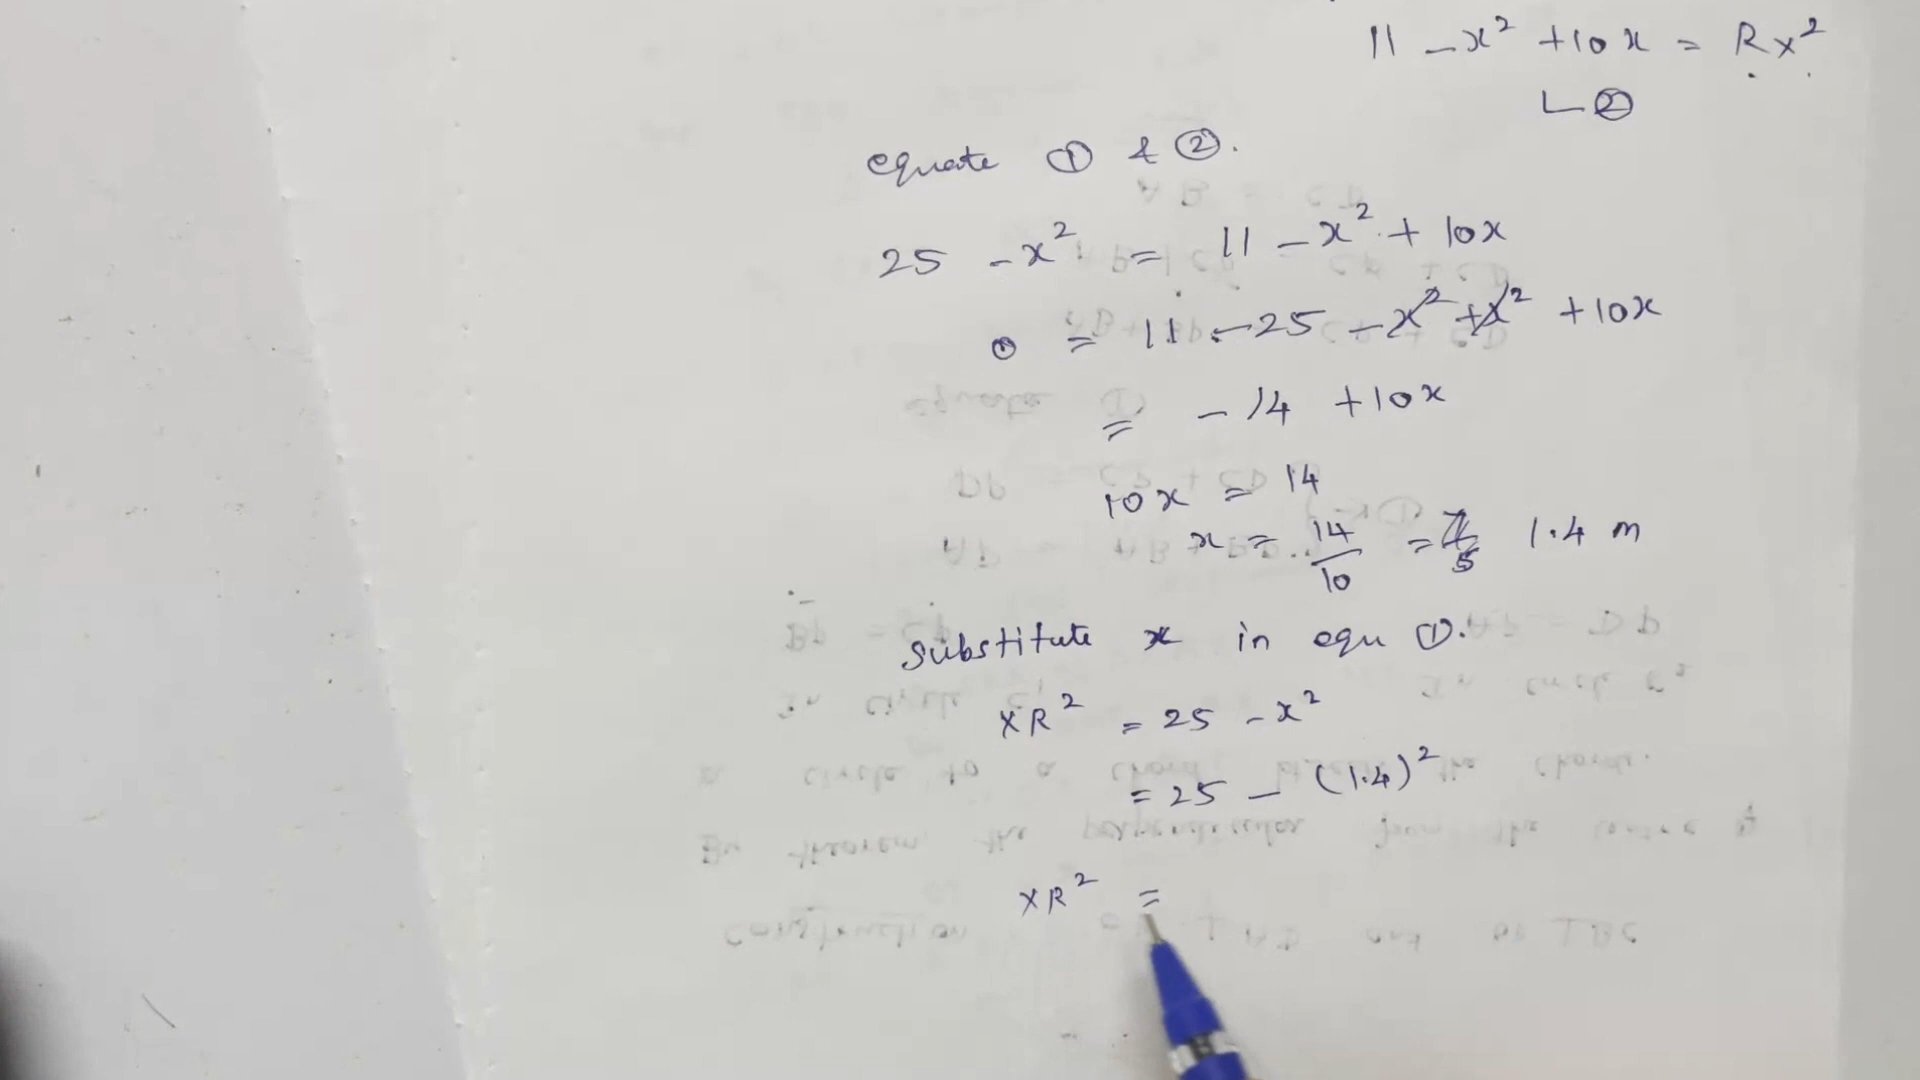 11 - x² + 10x = Rx²
②
equate ① & ②.
25 - x² = 11 - x² + 10x
0 = 11 - 25 - x² + x² + 10x
= - 14 + 10x
10x = 14
x = 14/10 = 7/5 1.4 m
Substitute x in equ ①.
XR² = 25 - x²
= 25 - (1.4)²
XR² =